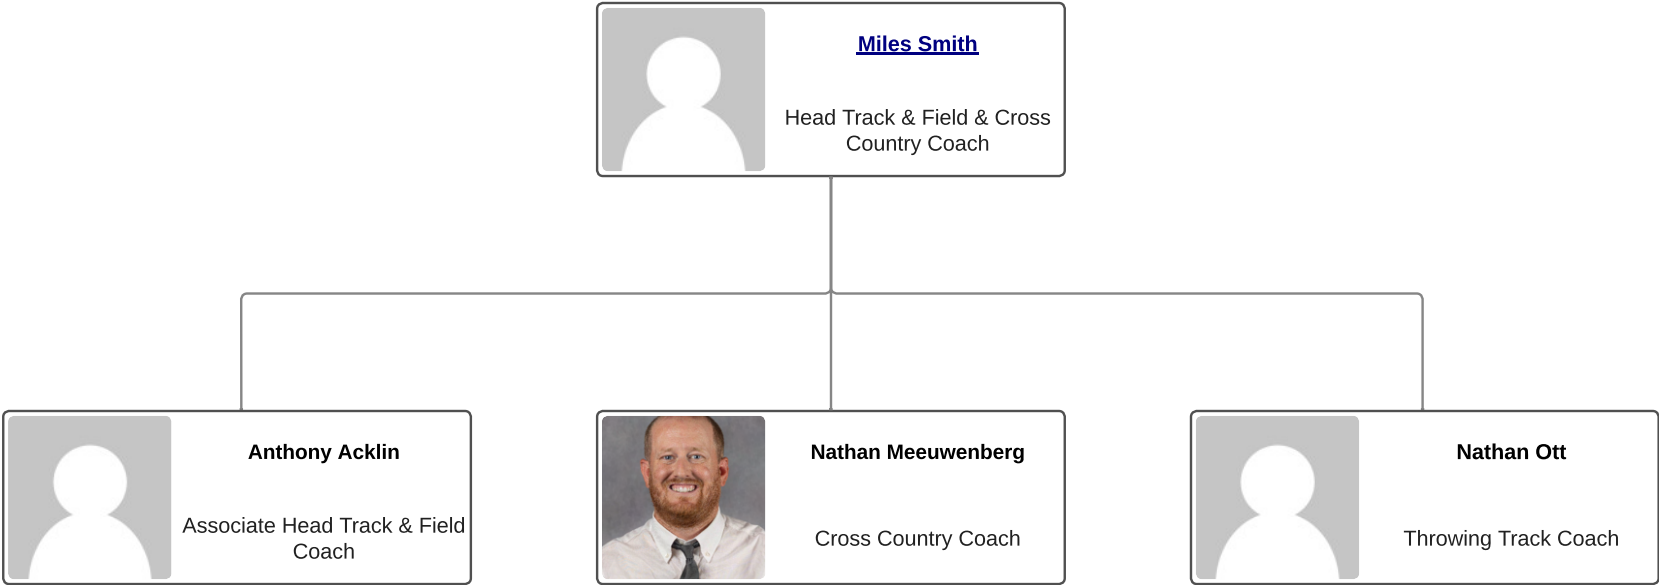 Miles Smith
Head Track & Field & Cross
Country Coach
Anthony Acklin
Associate Head Track & Field
Coach
Nathan Meeuwenberg
Cross Country Coach
Nathan Ott
Throwing Track Coach